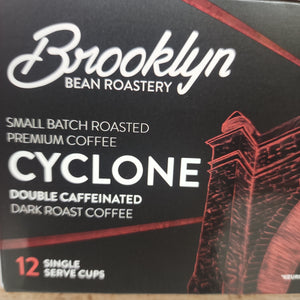 Brooklyn
BEAN ROASTERY
SMALL BATCH ROASTED
PREMIUM COFFEE
CYCLONE
DOUBLE CAFFEINATED
DARK ROAST COFFEE
12 SINGLE
SERVE CUPS